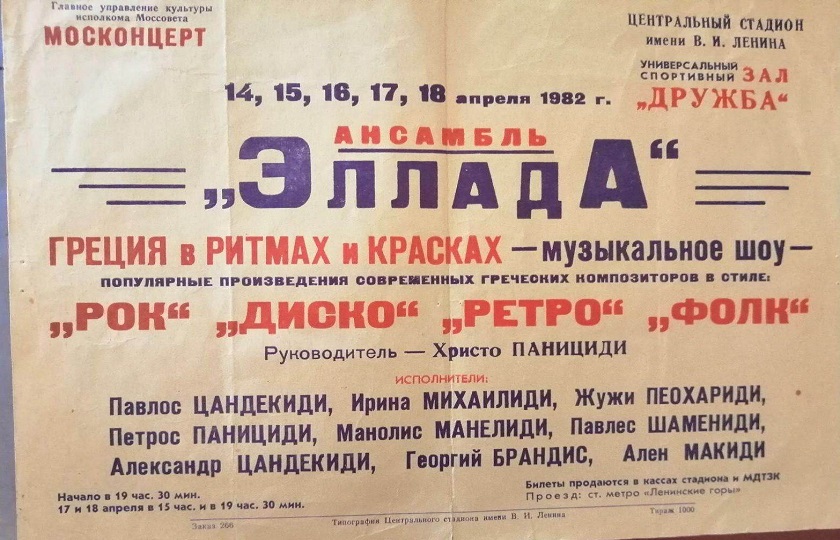 Главное управление культуры
исполкома Моссовета
МОСКОНЦЕРТ
ЦЕНТРАЛЬНЫЙ СТАДИОН
имени В. И. ЛЕНИНА
УНИВЕРСАЛЬНЫЙ
СПОРТИВНЫЙ ЗАЛ
„ДРУЖБА“
14, 15, 16, 17, 18 апреля 1982 г.
АНСАМБЛЬ
„ЭЛЛАДА“
ГРЕЦИЯ в РИТМАХ и КРАСКАХ —музыкальное шоу—
ПОПУЛЯРНЫЕ ПРОИЗВЕДЕНИЯ СОВРЕМЕННЫХ ГРЕЧЕСКИХ КОМПОЗИТОРОВ В СТИЛЕ:
„РОК“ „ДИСКО“ „РЕТРО“ „ФОЛК“
Руководитель — Христо ПАНИЦИДИ
ИСПОЛНИТЕЛИ:
Павлос ЦАНДЕКИДИ, Ирина МИХАИЛИДИ, Жужи ПЕОХАРИДИ,
Петрос ПАНИЦИДИ, Манолис МАНЕЛИДИ, Павлес ШАМЕНИДИ,
Александр ЦАНДЕКИДИ, Георгий БРАНДИС, Ален МАКИДИ
Начало в 19 час. 30 мин.
17 и 18 апреля в 15 час. и в 19 час. 30 мин.
Билеты продаются в кассах стадиона и МДТЗК
Проезд: ст. метро «Ленинские горы»
Заказ 266 Типография Центрального стадиона имени В. И. Ленина Тираж 1000